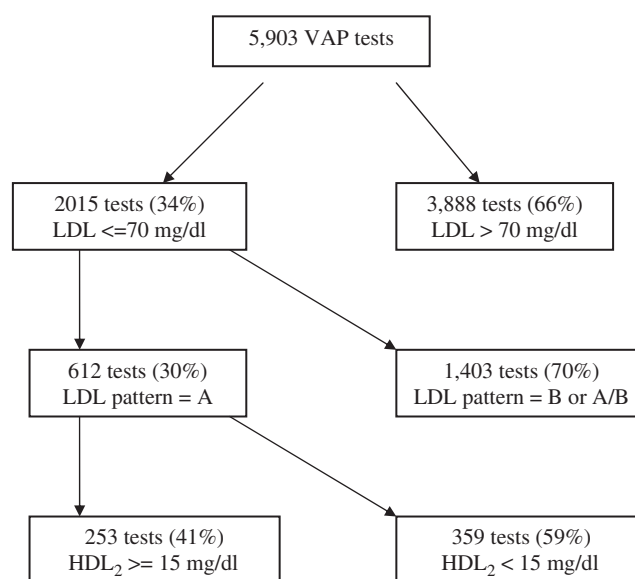 5,903 VAP tests
2015 tests (34%)
LDL <=70 mg/dl
3,888 tests (66%)
LDL > 70 mg/dl
612 tests (30%)
LDL pattern = A
1,403 tests (70%)
LDL pattern = B or A/B
253 tests (41%)
HDL₂ >= 15 mg/dl
359 tests (59%)
HDL₂ < 15 mg/dl